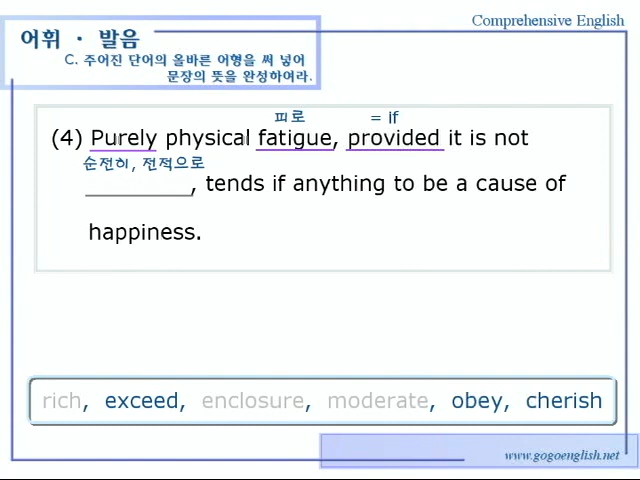 Comprehensive English
어휘 · 발음
C. 주어진 단어의 올바른 어형을 써 넣어
문장의 뜻을 완성하여라.
피로 = if
(4) Purely physical fatigue, provided it is not
순전히, 전적으로
________, tends if anything to be a cause of
happiness.
rich, exceed, enclosure, moderate, obey, cherish
www.gogoenglish.net